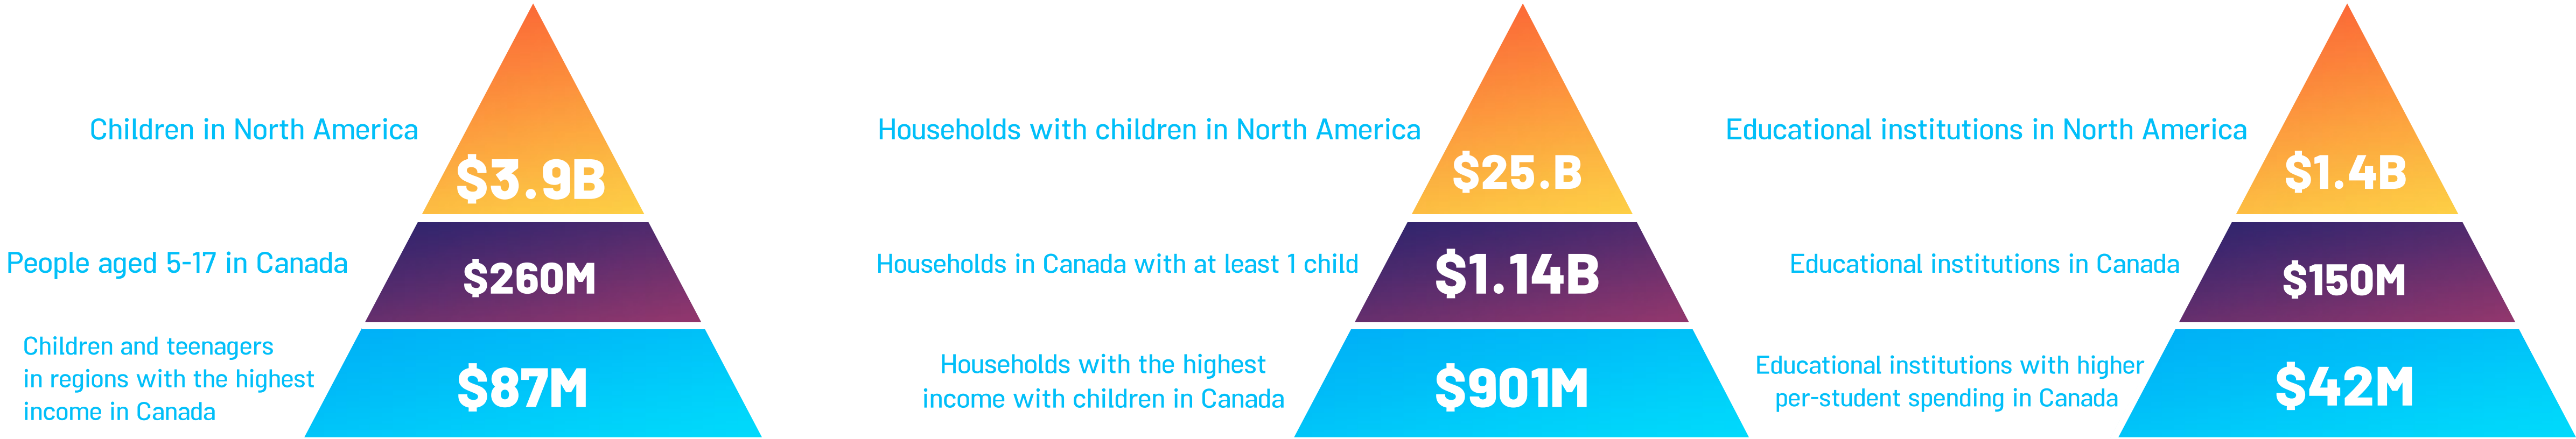 Children in North America
$3.9B
People aged 5-17 in Canada
$260M
Children and teenagers
in regions with the highest
income in Canada
$87M
Households with children in North America
$25.B
Households in Canada with at least 1 child
$1.14B
Households with the highest
income with children in Canada
$901M
Educational institutions in North America
$1.4B
Educational institutions in Canada
$150M
Educational institutions with higher
per-student spending in Canada
$42M